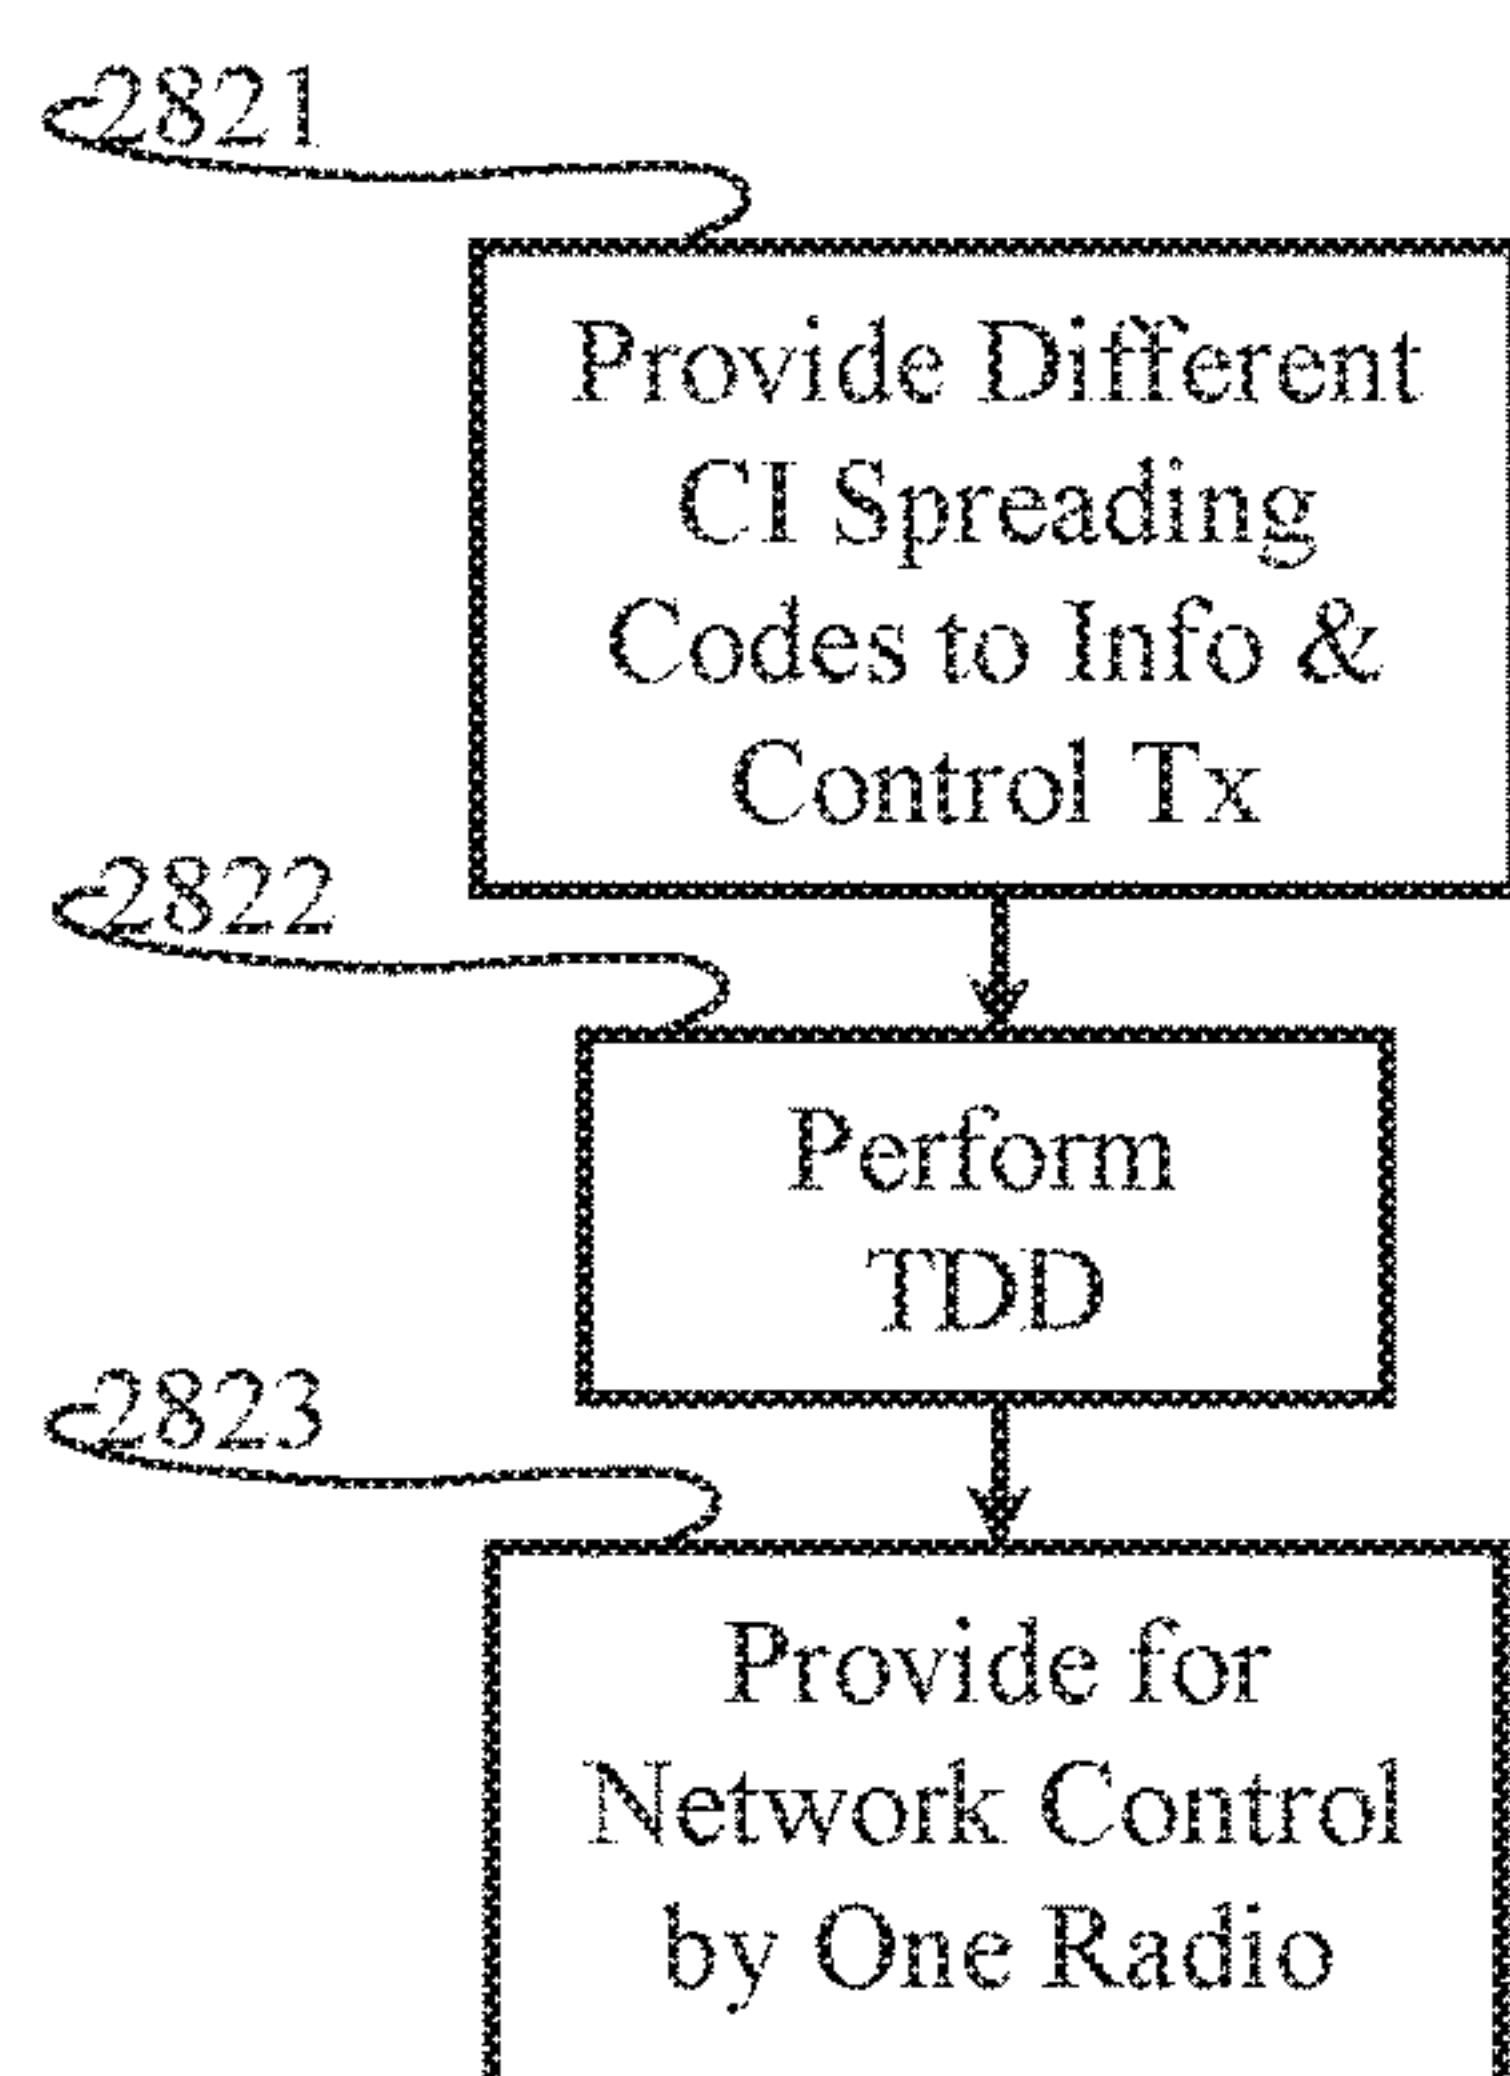 2821
Provide Different
CI Spreading
Codes to Info &
Control Tx
2822
Perform
TDD
2823
Provide for
Network Control
by One Radio